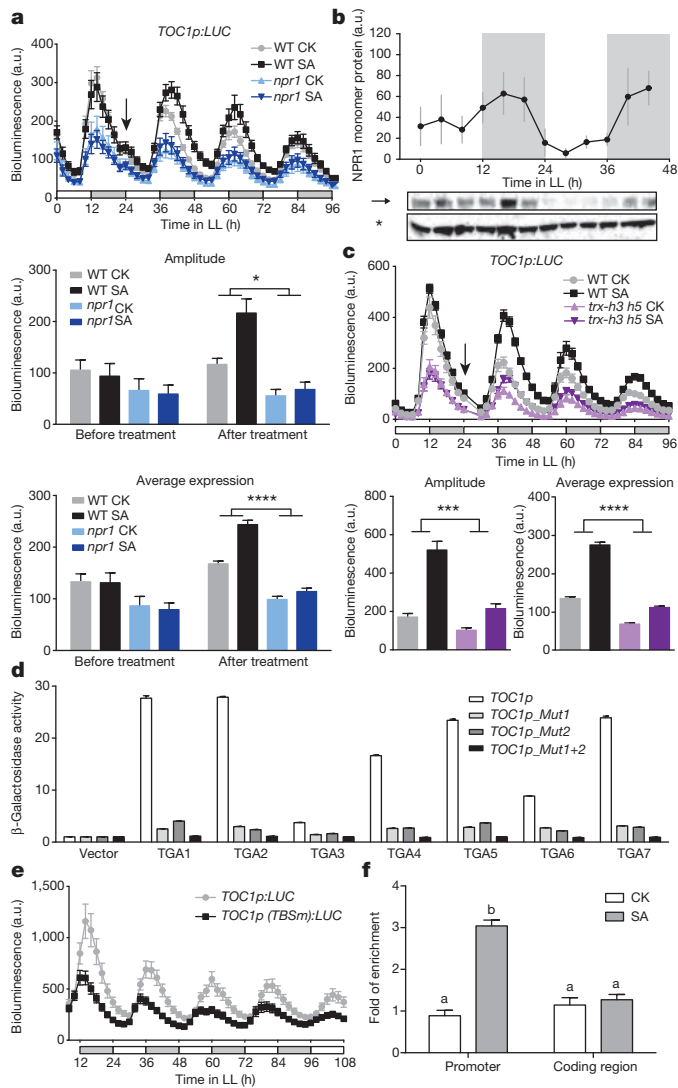 a
TOC1p:LUC
WT CK
WT SA
npr1 CK
npr1 SA
Bioluminescence (a.u.)
400
300
200
100
0
0 12 24 36 48 60 72 84 96
Time in LL (h)
Amplitude
WT CK
WT SA
npr1 CK
npr1 SA
*
Bioluminescence (a.u.)
300
200
100
0
Before treatment After treatment
Average expression
WT CK
WT SA
npr1 CK
npr1 SA
****
Bioluminescence (a.u.)
300
200
100
0
Before treatment After treatment
b
NPR1 monomer protein (a.u.)
120
100
80
60
40
20
0
0 12 24 36 48
Time in LL (h)
*
c
TOC1p:LUC
WT CK
WT SA
trx-h3 h5 CK
trx-h3 h5 SA
Bioluminescence (a.u.)
600
400
200
0
0 12 24 36 48 60 72 84 96
Time in LL (h)
Amplitude
***
Bioluminescence (a.u.)
800
600
400
200
0
Average expression
****
Bioluminescence (a.u.)
400
300
200
100
0
d
TOC1p
TOC1p_Mut1
TOC1p_Mut2
TOC1p_Mut1+2
β-Galactosidase activity
30
20
10
0
Vector TGA1 TGA2 TGA3 TGA4 TGA5 TGA6 TGA7
e
TOC1p:LUC
TOC1p (TBSm):LUC
Bioluminescence (a.u.)
1,500
1,000
500
0
12 24 36 48 60 72 84 96 108
Time in LL (h)
f
CK
SA
Fold of enrichment
4
3
2
1
0
a b a a
Promoter Coding region